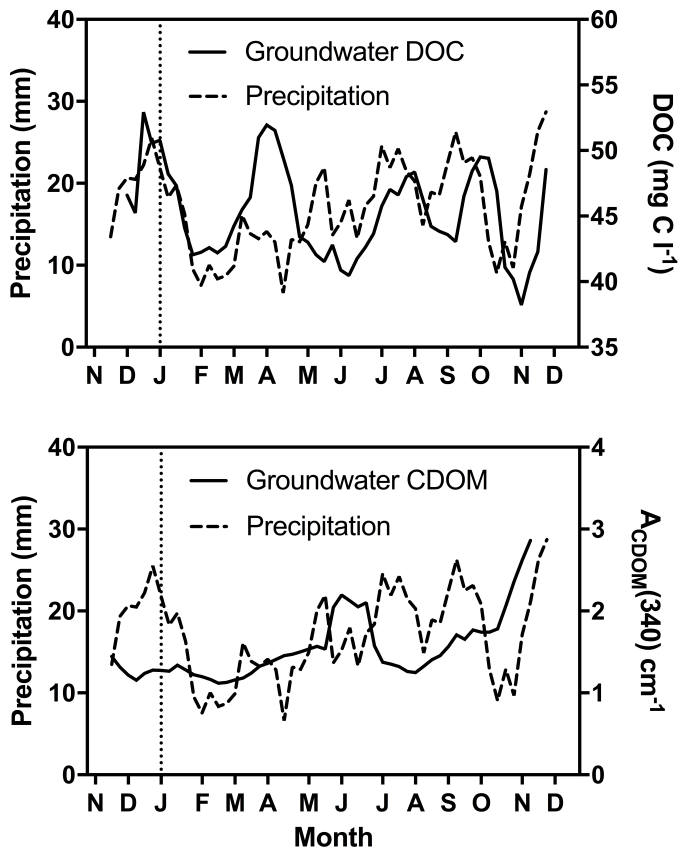 40
30
20
10
0
Precipitation (mm)
Groundwater DOC
Precipitation
60
55
50
45
40
35
DOC (mg C l-1)
N D J F M A M J J A S O N D
40
30
20
10
0
Precipitation (mm)
Groundwater CDOM
Precipitation
4
3
2
1
0
ACDOM(340) cm-1
N D J F M A M J J A S O N D
Month